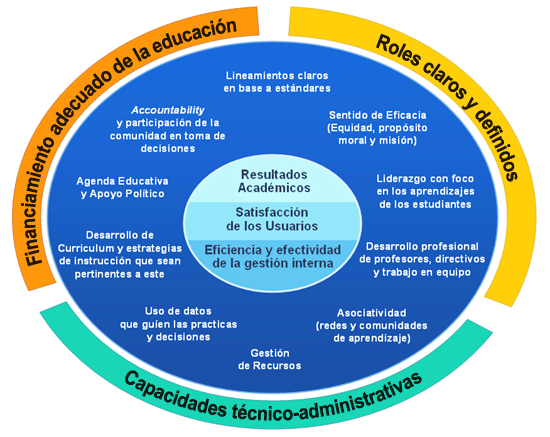 Financiamiento adecuado de la educación
Roles claros y definidos
Lineamientos claros
en base a estándares
Accountability
y participación de la
comunidad en toma de
decisiones
Sentido de Eficacia
(Equidad, propósito
moral y misión)
Agenda Educativa
y Apoyo Político
Liderazgo con foco
en los aprendizajes
de los estudiantes
Resultados
Académicos
Satisfacción
de los Usuarios
Eficiencia y efectividad
de la gestión interna
Desarrollo de
Curriculum y estrategias
de instrucción que sean
pertinentes a este
Desarrollo profesional
de profesores, directivos
y trabajo en equipo
Uso de datos
que guíen las practicas
y decisiones
Asociatividad
(redes y comunidades
de aprendizaje)
Gestión
de Recursos
Capacidades técnico-administrativas